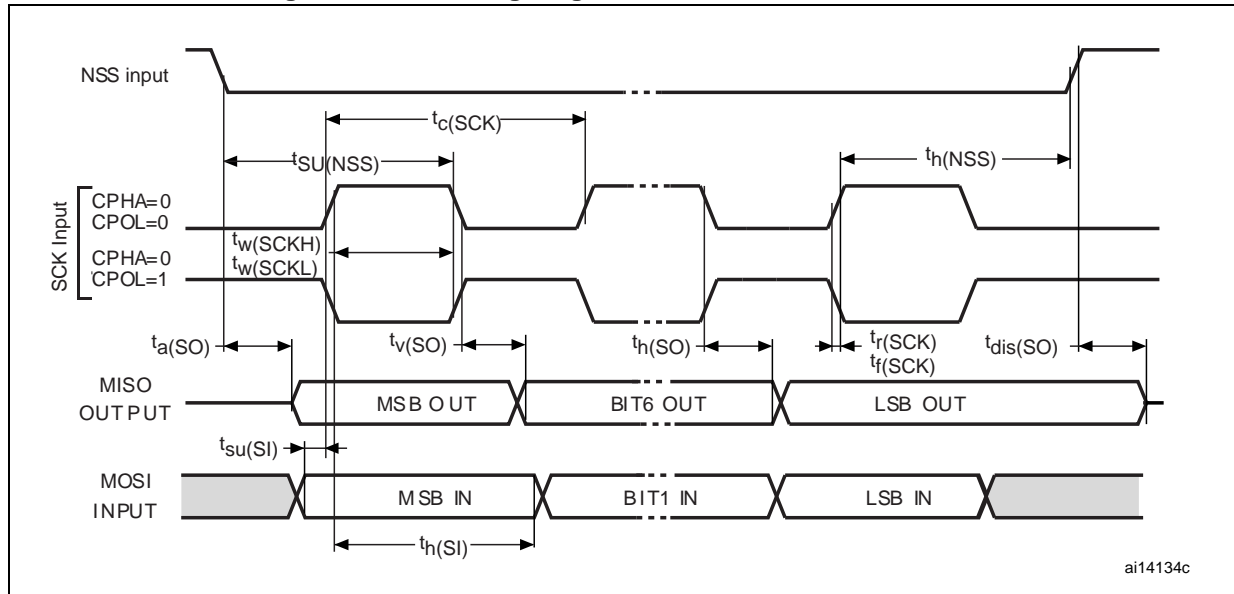 NSS input
tc(SCK)
tSU(NSS)
th(NSS)
SCK Input
CPHA=0
CPOL=0
tw(SCKH)
CPHA=0
tw(SCKL)
CPOL=1
ta(SO)
tv(SO)
th(SO)
tr(SCK)
tf(SCK)
tdis(SO)
MISO
OUTPUT
MSB OUT
BIT6 OUT
LSB OUT
tsu(SI)
MOSI
INPUT
MSB IN
BIT1 IN
LSB IN
th(SI)
ai14134c